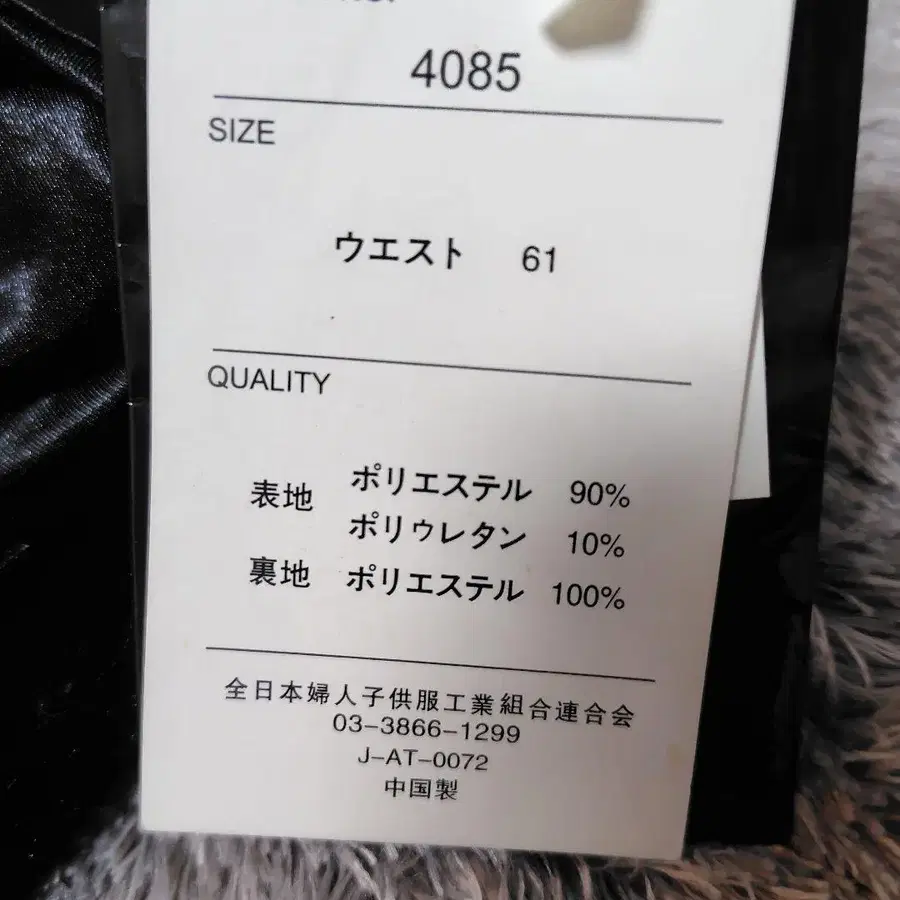 4085
SIZE
ウエスト 61
QUALITY
表地 ポリエステル 90%
ポリゥレタン 10%
裏地 ポリエステル 100%
全日本婦人子供服工業組合連合会
03-3866-1299
J-AT-0072
中国製